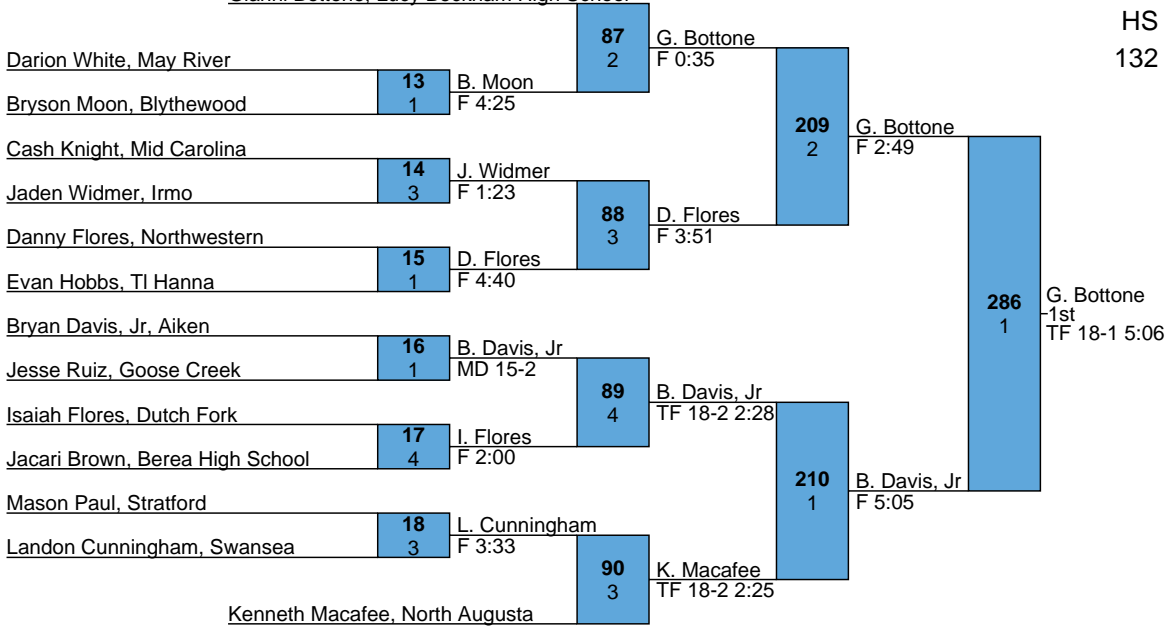 HS
132
87
2
G. Bottone
F 0:35
Darion White, May River
13
1
B. Moon
F 4:25
Bryson Moon, Blythewood
209
2
G. Bottone
F 2:49
Cash Knight, Mid Carolina
14
3
J. Widmer
F 1:23
Jaden Widmer, Irmo
88
3
D. Flores
F 3:51
Danny Flores, Northwestern
15
1
D. Flores
F 4:40
Evan Hobbs, Tl Hanna
286
1
G. Bottone
1st
TF 18-1 5:06
Bryan Davis, Jr, Aiken
16
1
B. Davis, Jr
MD 15-2
Jesse Ruiz, Goose Creek
89
4
B. Davis, Jr
TF 18-2 2:28
Isaiah Flores, Dutch Fork
17
4
I. Flores
F 2:00
Jacari Brown, Berea High School
210
1
B. Davis, Jr
F 5:05
Mason Paul, Stratford
18
3
L. Cunningham
F 3:33
Landon Cunningham, Swansea
90
3
K. Macafee
TF 18-2 2:25
Kenneth Macafee, North Augusta